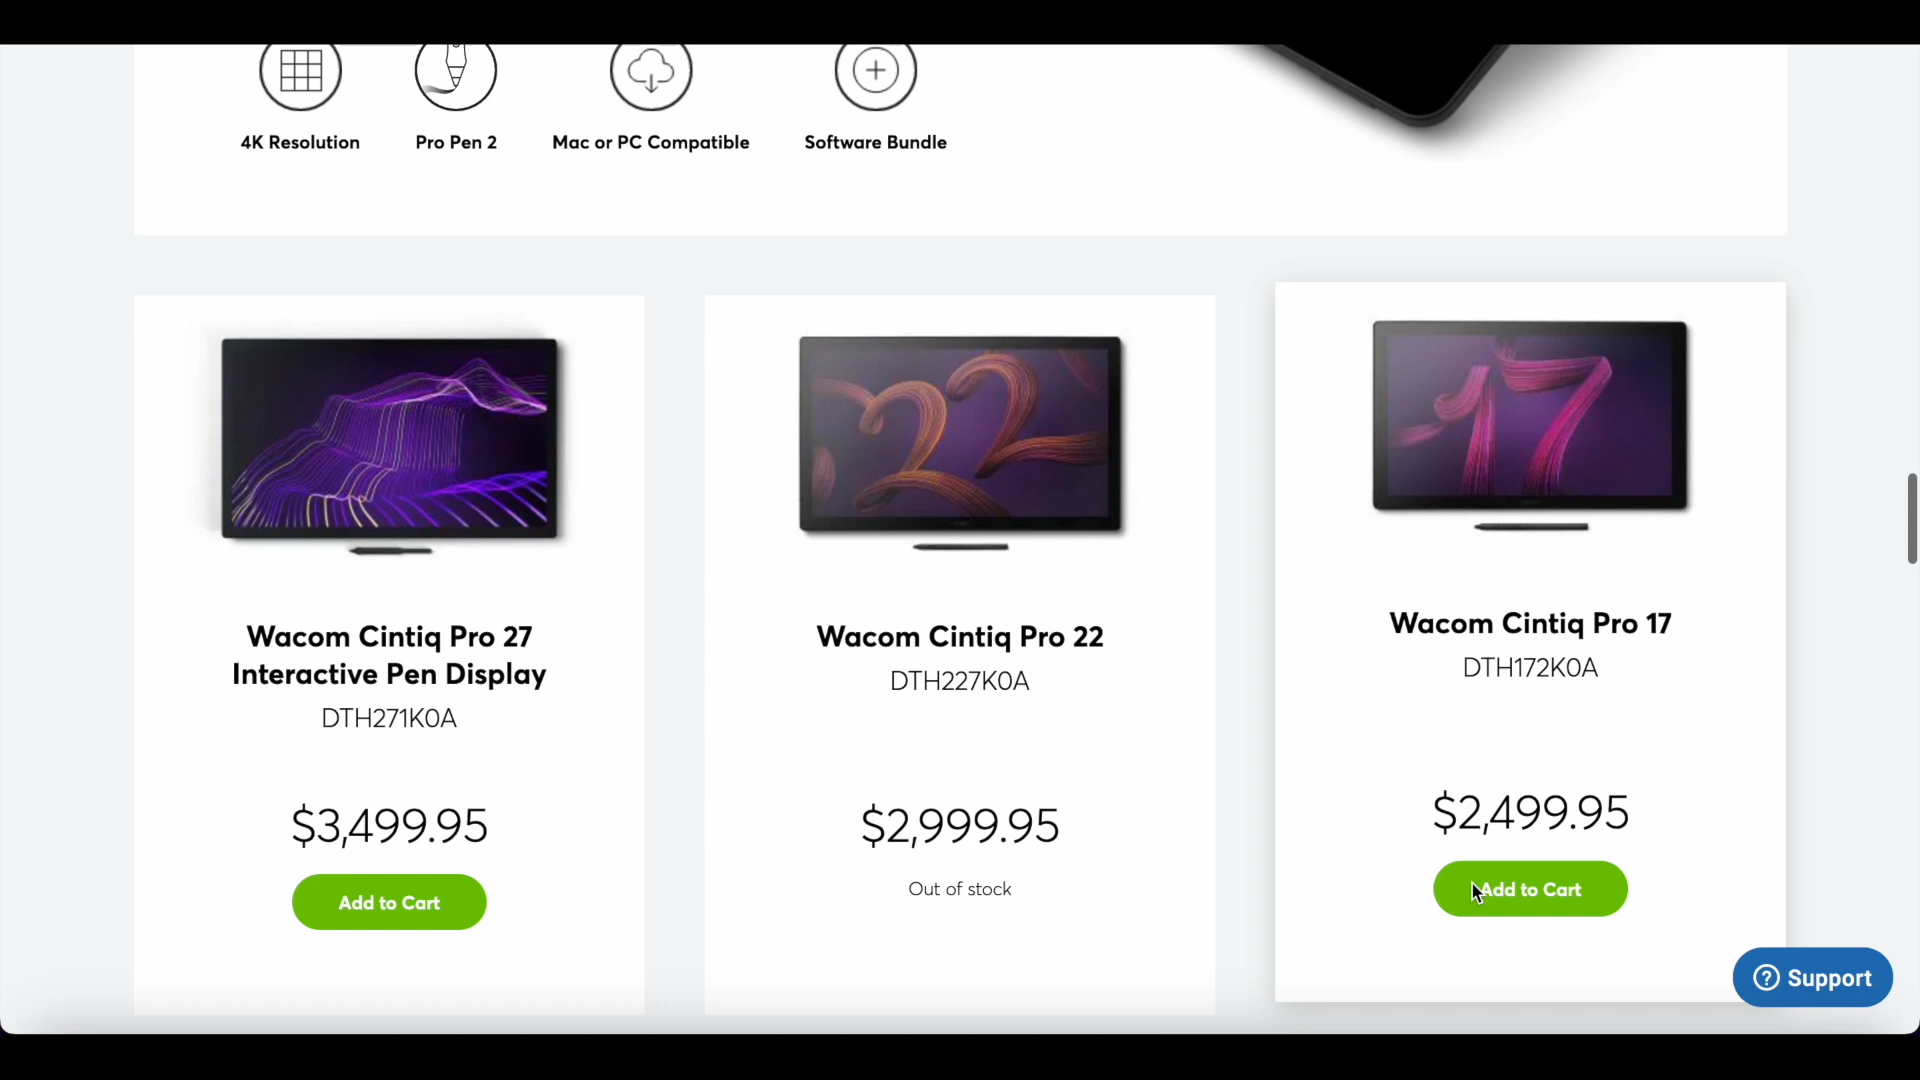 4K Resolution
Pro Pen 2
Mac or PC Compatible
Software Bundle
Wacom Cintiq Pro 27
Interactive Pen Display
DTH271K0A
$3,499.95
Add to Cart
22
Wacom Cintiq Pro 22
DTH227K0A
$2,999.95
Out of stock
17
Wacom Cintiq Pro 17
DTH172K0A
$2,499.95
Add to Cart
Support